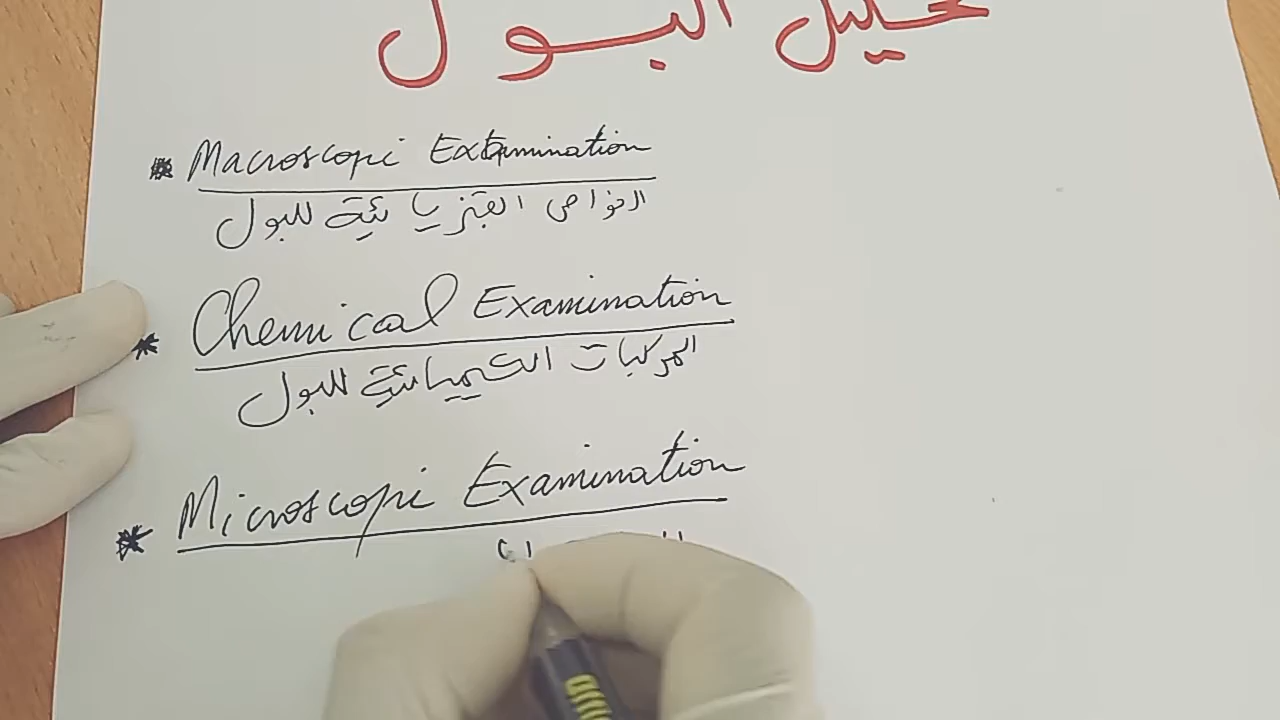 تحليل البول
Macroscopi Examination
الخواص الفيزيائية للبول
Chemical Examination
المركبات الكيميائية للبول
Microscopi Examination